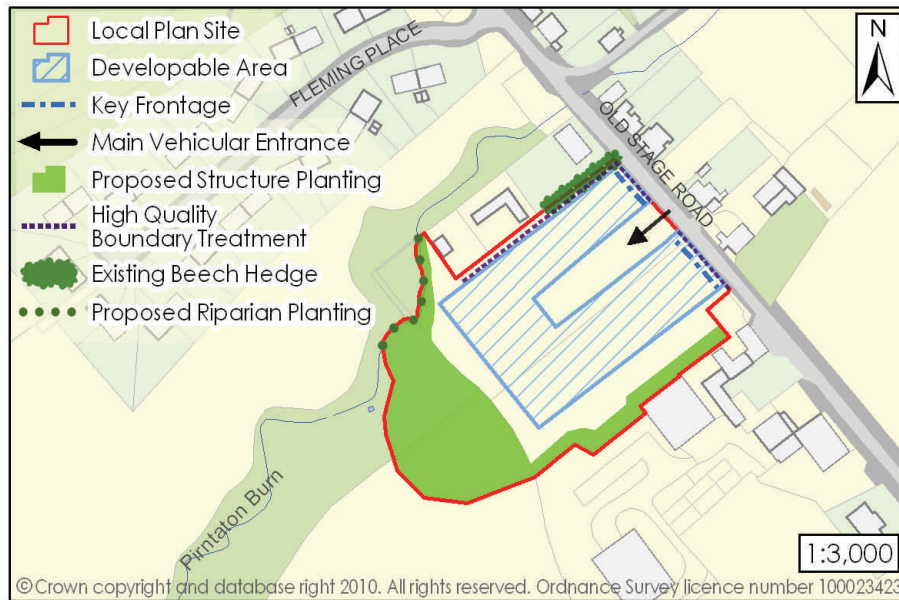 Local Plan Site
Developable Area
Key Frontage
Main Vehicular Entrance
Proposed Structure Planting
High Quality
Boundary Treatment
Existing Beech Hedge
Proposed Riparian Planting
FLEMING PLACE
OLD STAGE ROAD
N
Pirntaton Burn
1:3,000
© Crown copyright and database right 2010. All rights reserved. Ordnance Survey licence number 100023423